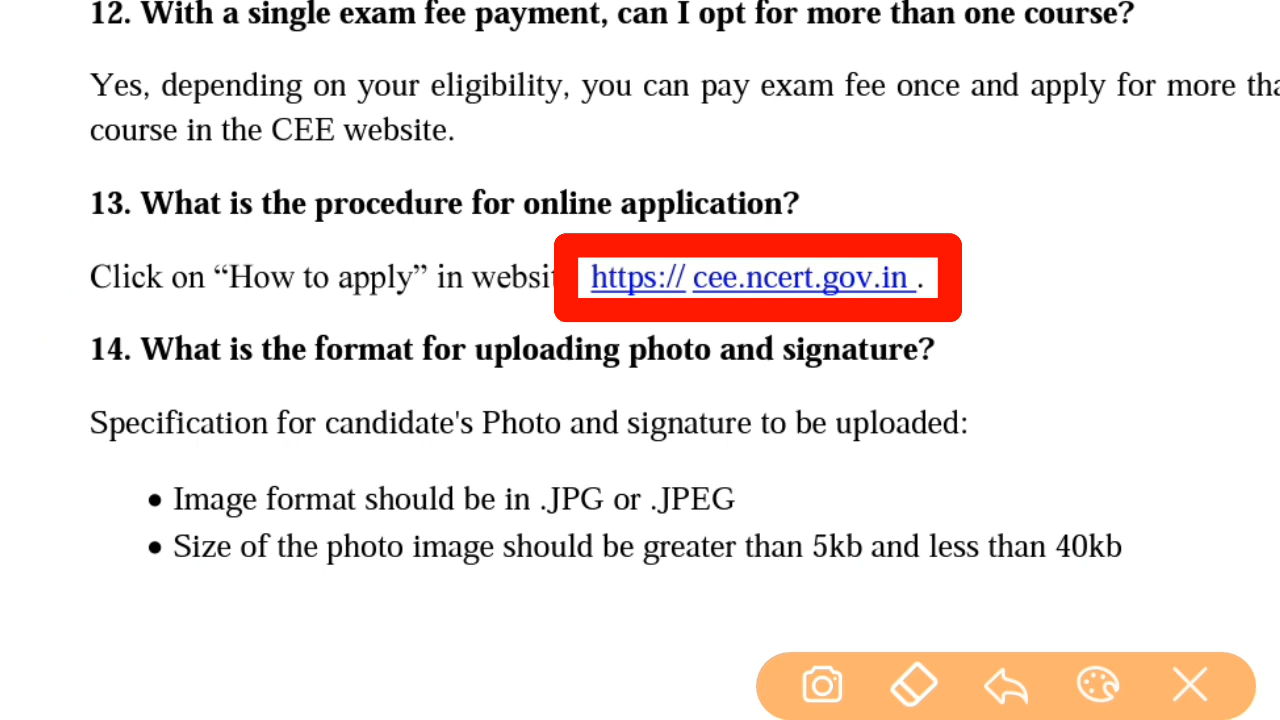 12. With a single exam fee payment, can I opt for more than one course?
Yes, depending on your eligibility, you can pay exam fee once and apply for more
course in the CEE website.
13. What is the procedure for online application?
Click on “How to apply” in https:// cee.ncert.gov.in .
14. What is the format for uploading photo and signature?
Specification for candidate's Photo and signature to be uploaded:
• Image format should be in .JPG or .JPEG
• Size of the photo image should be greater than 5kb and less than 40kb